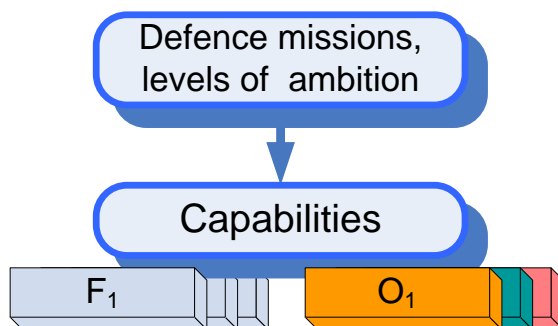 Defence missions,
levels of ambition
Capabilities
F₁
O₁